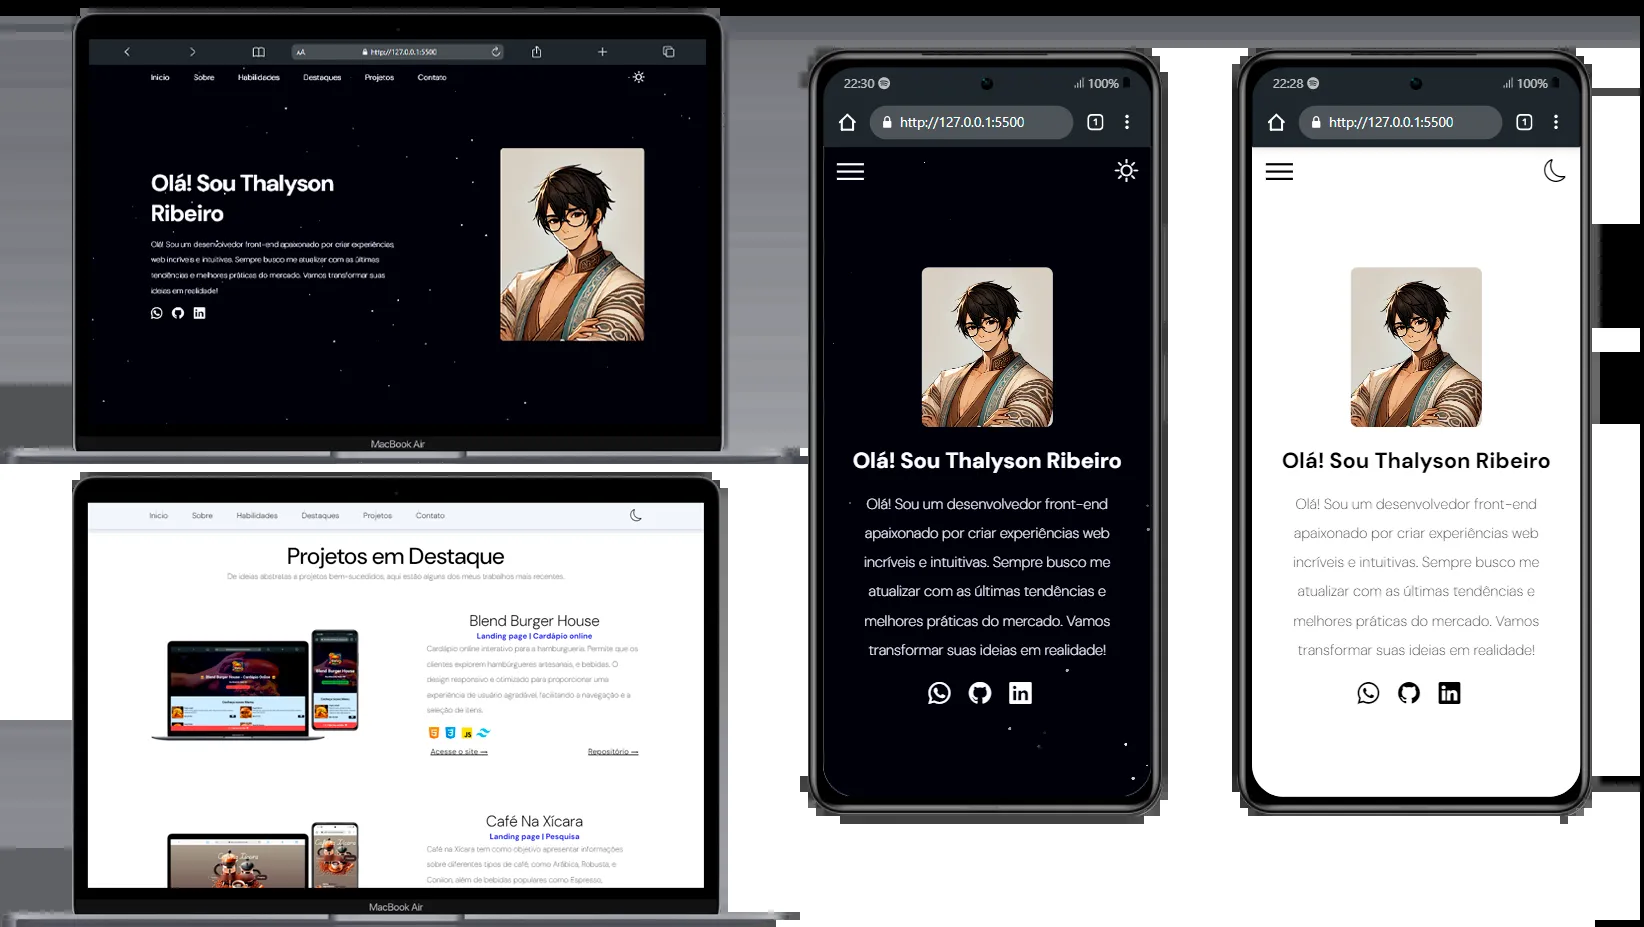 AA http://127.0.0.1:5500
Inicio Sobre Habilidades Destaques Projetos Contato
Olá! Sou Thalyson
Ribeiro
Olá! Sou um desenvolvedor front-end apaixonado por criar experiências
web incríveis e intuitivas. Sempre busco me atualizar com as últimas
tendências e melhores práticas do mercado. Vamos transformar suas
ideias em realidade!
MacBook Air
Inicio Sobre Habilidades Destaques Projetos Contato
Projetos em Destaque
De ideias abstratas a projetos bem-sucedidos, aqui estão alguns dos meus trabalhos mais recentes.
Blend Burger House
Landing page | Cardápio online
Cardápio online interativo para a hamburgueria. Permite que os
clientes explorem hambúrgueres artesanais, e bebidas. O
design responsivo e otimizado para proporcionar uma
experiência de usuário agradável, facilitando a navegação e a
seleção de itens.
JS
Acesse o site →
Repositório →
Café Na Xícara
Landing page | Pesquisa
Café na Xícara tem como objetivo apresentar informações
sobre diferentes tipos de café, como Arábica, Robusta, e
além de bebidas populares como Espresso,
MacBook Air
22:30 100%
http://127.0.0.1:5500 1
Olá! Sou Thalyson Ribeiro
Olá! Sou um desenvolvedor front-end
apaixonado por criar experiências web
incríveis e intuitivas. Sempre busco me
atualizar com as últimas tendências e
melhores práticas do mercado. Vamos
transformar suas ideias em realidade!
in
22:28 100%
http://127.0.0.1:5500 1
Olá! Sou Thalyson Ribeiro
Olá! Sou um desenvolvedor front-end
apaixonado por criar experiências web
incríveis e intuitivas. Sempre busco me
atualizar com as últimas tendências e
melhores práticas do mercado. Vamos
transformar suas ideias em realidade!
in